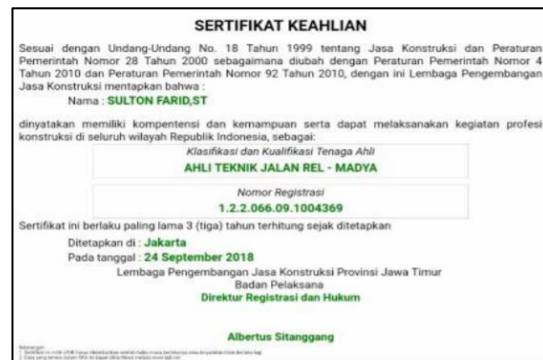 SERTIFIKAT KEAHLIAN
Sesuai dengan Undang-Undang No. 18 Tahun 1999 tentang Jasa Konstruksi dan Peraturan
Pemerintah Nomor 28 Tahun 2000 sebagaimana diubah dengan Peraturan Pemerintah Nomor 4
Tahun 2010 dan Peraturan Pemerintah Nomor 92 Tahun 2010, dengan ini Lembaga Pengembangan
Jasa Konstruksi mentapkan bahwa :
Nama : SULTON FARID,ST
dinyatakan memiliki kompentensi dan kemampuan serta dapat melaksanakan kegiatan profesi
konstruksi di seluruh wilayah Republik Indonesia, sebagai:
Klasifikasi dan Kualifikasi Tenaga Ahli
AHLI TEKNIK JALAN REL - MADYA
Nomor Registrasi
1.2.2.066.09.1004369
Sertifikat ini berlaku paling lama 3 (tiga) tahun terhitung sejak ditetapkan
Ditetapkan di : Jakarta
Pada tanggal : 24 September 2018
Lembaga Pengembangan Jasa Konstruksi Provinsi Jawa Timur
Badan Pelaksana
Direktur Registrasi dan Hukum
Albertus Sitanggang